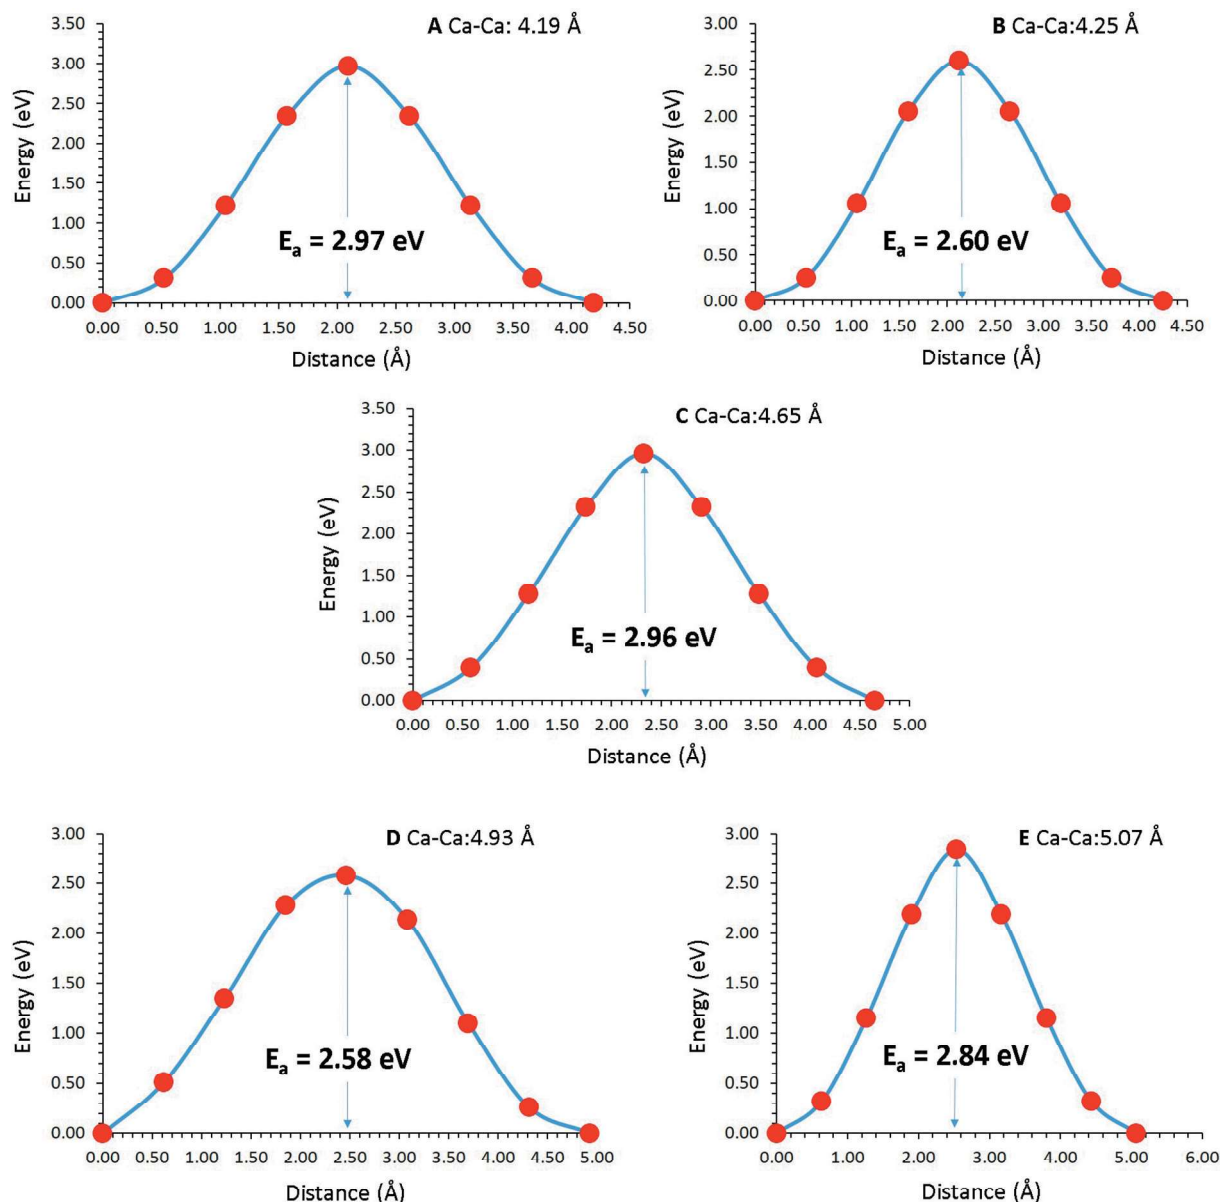 A Ca-Ca: 4.19 Å
3.50
3.00
2.50
2.00
1.50
1.00
0.50
0.00
Energy (eV)
Eₐ = 2.97 eV
0.00 0.50 1.00 1.50 2.00 2.50 3.00 3.50 4.00 4.50
Distance (Å)
B Ca-Ca:4.25 Å
3.00
2.50
2.00
1.50
1.00
0.50
0.00
Energy (eV)
Eₐ = 2.60 eV
0.00 0.50 1.00 1.50 2.00 2.50 3.00 3.50 4.00 4.50
Distance (Å)
C Ca-Ca:4.65 Å
3.50
3.00
2.50
2.00
1.50
1.00
0.50
0.00
Energy (eV)
Eₐ = 2.96 eV
0.00 0.50 1.00 1.50 2.00 2.50 3.00 3.50 4.00 4.50 5.00
Distance (Å)
D Ca-Ca:4.93 Å
3.00
2.50
2.00
1.50
1.00
0.50
0.00
Energy (eV)
Eₐ = 2.58 eV
0.00 0.50 1.00 1.50 2.00 2.50 3.00 3.50 4.00 4.50 5.00
Distance (Å)
E Ca-Ca:5.07 Å
3.00
2.50
2.00
1.50
1.00
0.50
0.00
Energy (eV)
Eₐ = 2.84 eV
0.00 1.00 2.00 3.00 4.00 5.00 6.00
Distance (Å)